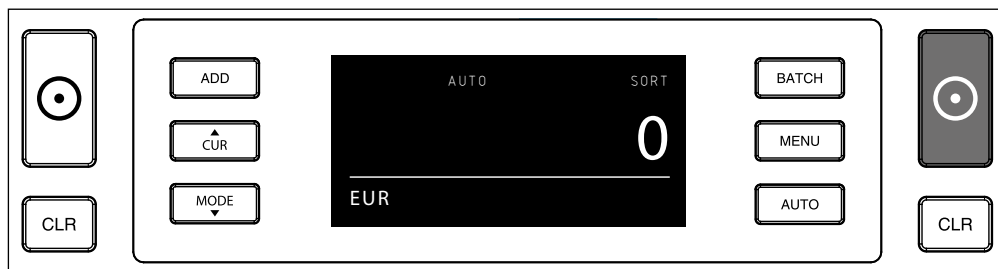 ADD
AUTO SORT
BATCH
CUR
0
MENU
MODE
EUR
AUTO
CLR
CLR